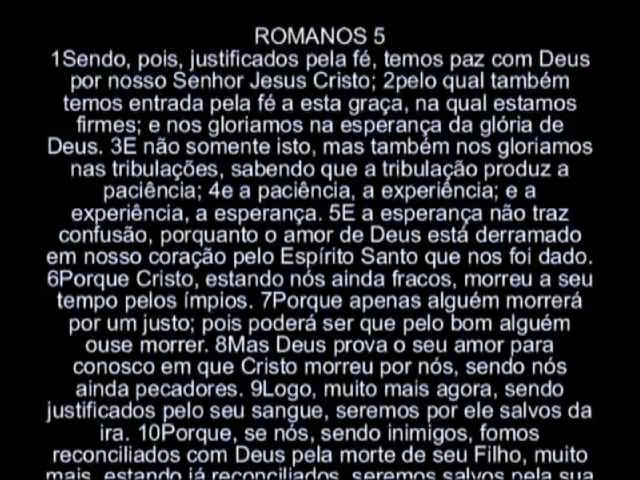 ROMANOS 5
1Sendo, pois, justificados pela fé, temos paz com Deus
por nosso Senhor Jesus Cristo; 2pelo qual também
temos entrada pela fé a esta graça, na qual estamos
firmes; e nos gloriamos na esperança da glória de
Deus. 3E não somente isto, mas também nos gloriamos
nas tribulações, sabendo que a tribulação produz a
paciência; 4e a paciência, a experiência; e a
experiência, a esperança. 5E a esperança não traz
confusão, porquanto o amor de Deus está derramado
em nosso coração pelo Espírito Santo que nos foi dado.
6Porque Cristo, estando nós ainda fracos, morreu a seu
tempo pelos ímpios. 7Porque apenas alguém morrerá
por um justo; pois poderá ser que pelo bom alguém
ouse morrer. 8Mas Deus prova o seu amor para
conosco em que Cristo morreu por nós, sendo nós
ainda pecadores. 9Logo, muito mais agora, sendo
justificados pelo seu sangue, seremos por ele salvos da
ira. 10Porque, se nós, sendo inimigos, fomos
reconciliados com Deus pela morte de seu Filho, muito
mais, estando já reconciliados, seremos salvos pela sua